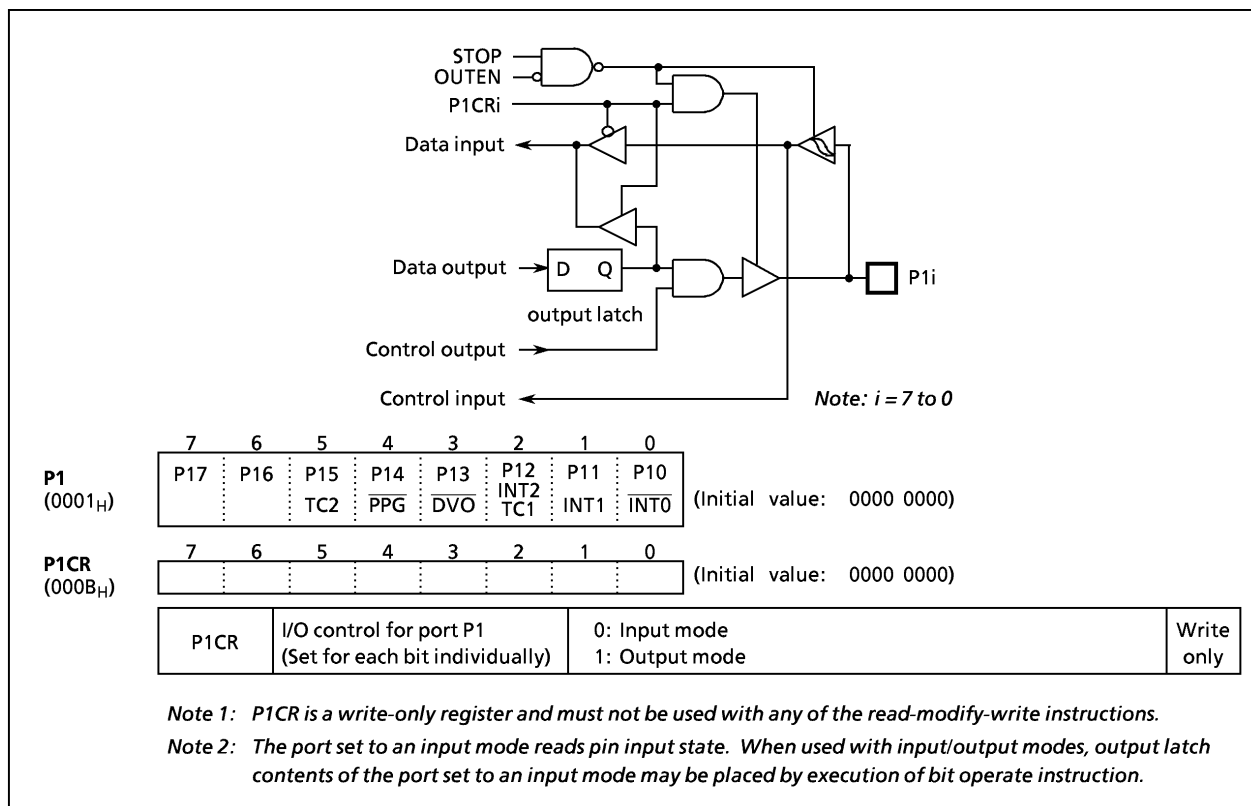 STOP
OUTEN
P1CRi
Data input
Data output
D Q
output latch
P1i
Control output
Control input
Note: i = 7 to 0
7 6 5 4 3 2 1 0
P1
(0001H)
P17 P16 P15 P14 P13 P12 P11 P10
TC2 PPG DVO INT2 TC1 INT1 INT0
(Initial value: 0000 0000)
7 6 5 4 3 2 1 0
P1CR
(000BH)
(Initial value: 0000 0000)
P1CR
I/O control for port P1
(Set for each bit individually)
0: Input mode
1: Output mode
Write
only
Note 1: P1CR is a write-only register and must not be used with any of the read-modify-write instructions.
Note 2: The port set to an input mode reads pin input state. When used with input/output modes, output latch
contents of the port set to an input mode may be placed by execution of bit operate instruction.